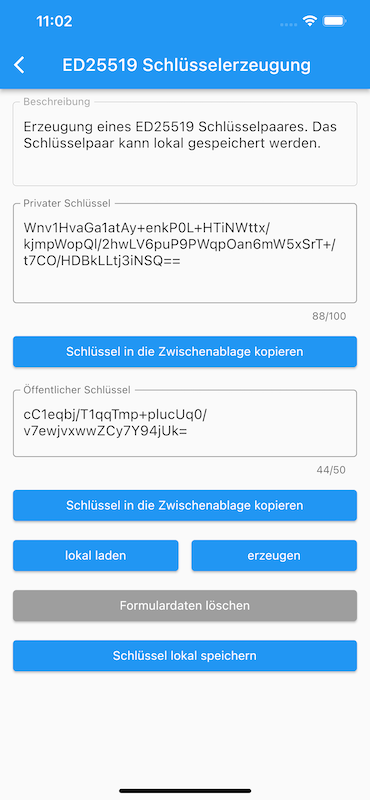 11:02
ED25519 Schlüsselerzeugung
Beschreibung
Erzeugung eines ED25519 Schlüsselpaares. Das
Schlüsselpaar kann lokal gespeichert werden.
Privater Schlüssel
Wnv1HvaGa1atAy+enkP0L+HTiNWttx/
kjmpWopQI/2hwLV6puP9PWqpOan6mW5xSrT+/
t7CO/HDBkLLtj3iNSQ==
88/100
Schlüssel in die Zwischenablage kopieren
Öffentlicher Schlüssel
cC1eqbj/T1qqTmp+plucUq0/
v7ewjvxwwZCy7Y94jUk=
44/50
Schlüssel in die Zwischenablage kopieren
lokal laden
erzeugen
Formulardaten löschen
Schlüssel lokal speichern